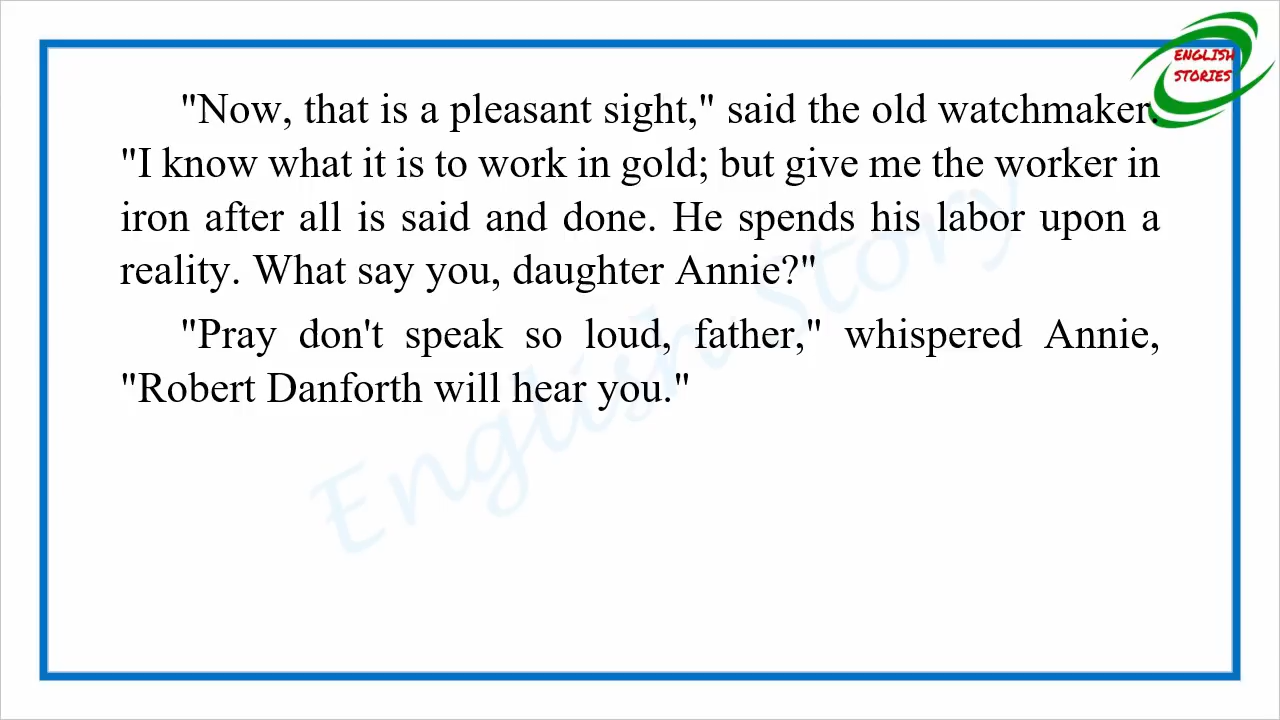 ENGLISH
STORIES
"Now, that is a pleasant sight," said the old watchmaker.
"I know what it is to work in gold; but give me the worker in
iron after all is said and done. He spends his labor upon a
reality. What say you, daughter Annie?"
"Pray don't speak so loud, father," whispered Annie,
"Robert Danforth will hear you."
English Story